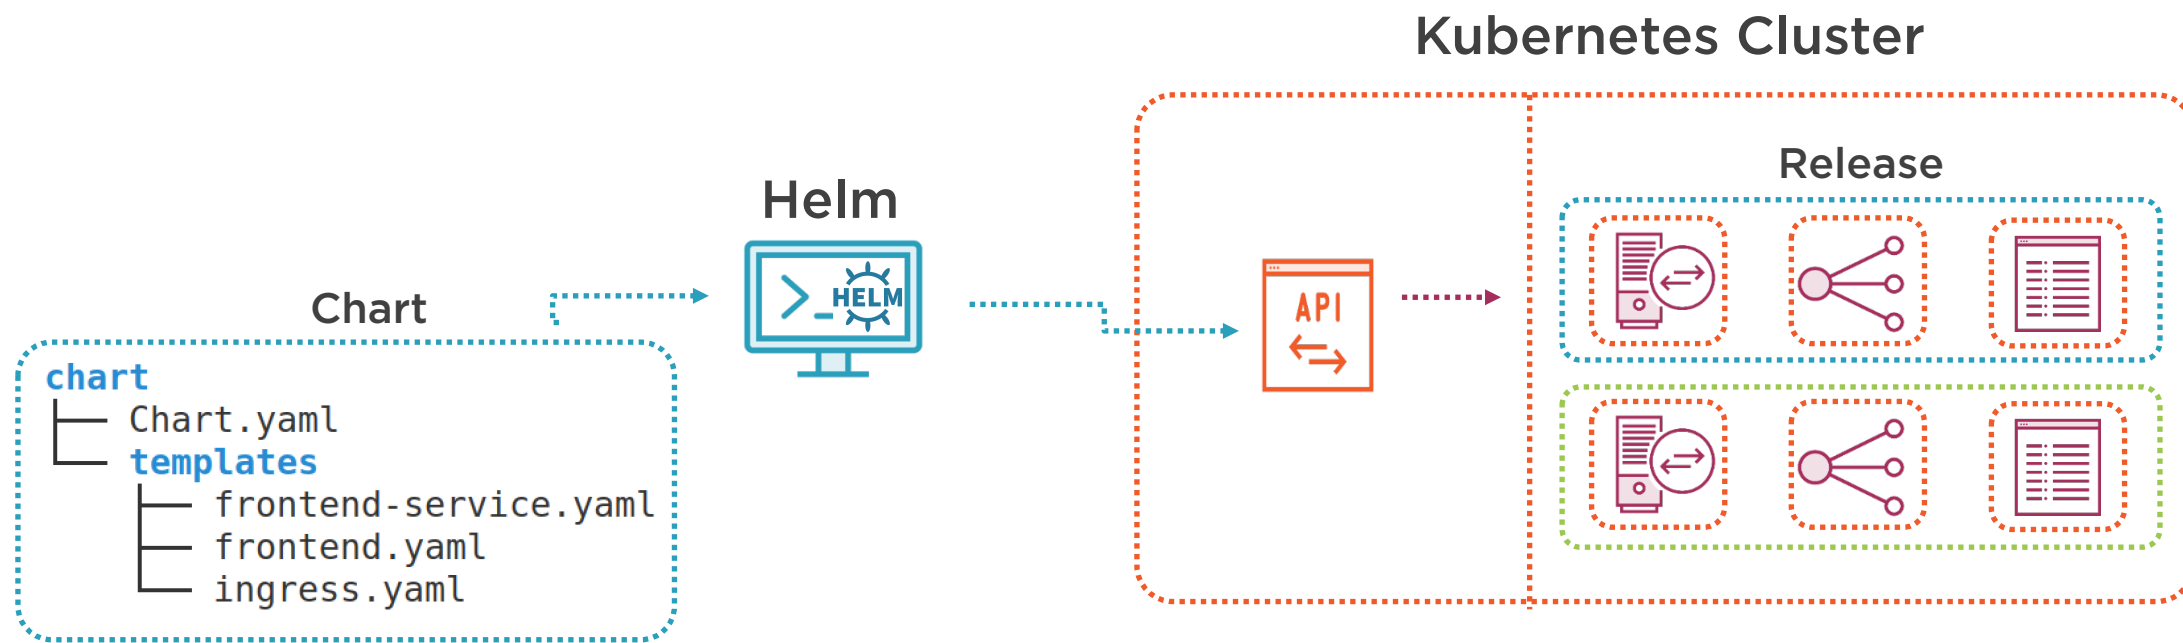 Kubernetes Cluster
Release
Helm
HELM
>_
API
Chart
chart
Chart.yaml
templates
frontend-service.yaml
frontend.yaml
ingress.yaml